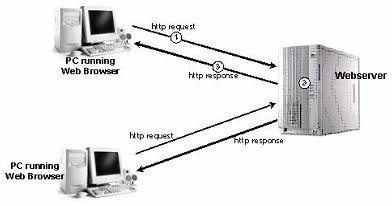 http request
1
3
http response
PC running
Web Browser
Webserver
2
http request
http response
PC running
Web Browser